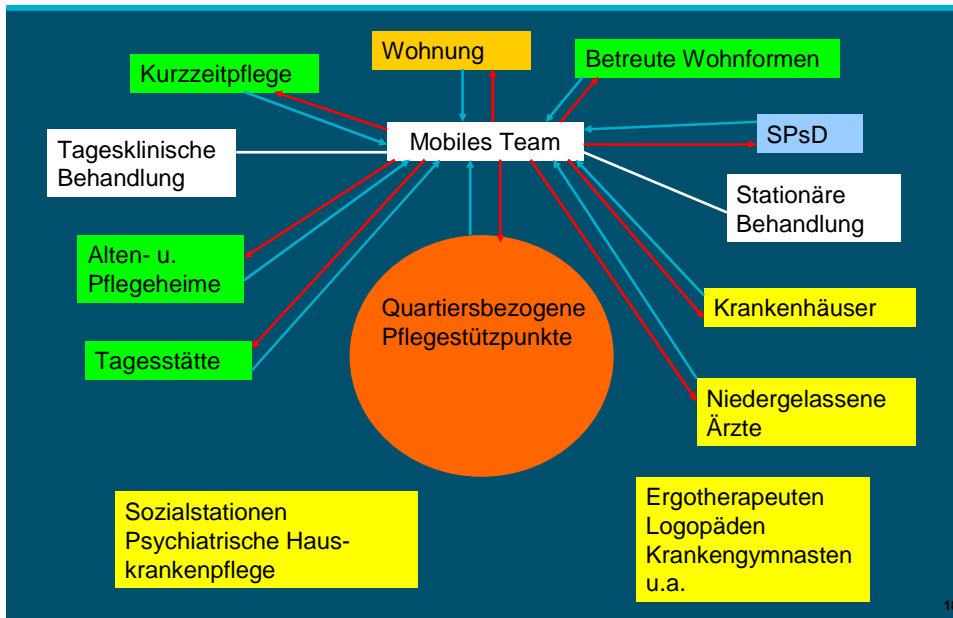 Wohnung
Betreute Wohnformen
Kurzzeitpflege
Mobiles Team
SPsD
Tagesklinische
Behandlung
Stationäre
Behandlung
Alten- u.
Pflegeheime
Quartiersbezogene
Pflegestützpunkte
Krankenhäuser
Tagesstätte
Niedergelassene
Ärzte
Sozialstationen
Psychiatrische Haus-
krankenpflege
Ergotherapeuten
Logopäden
Krankengymnasten
u.a.